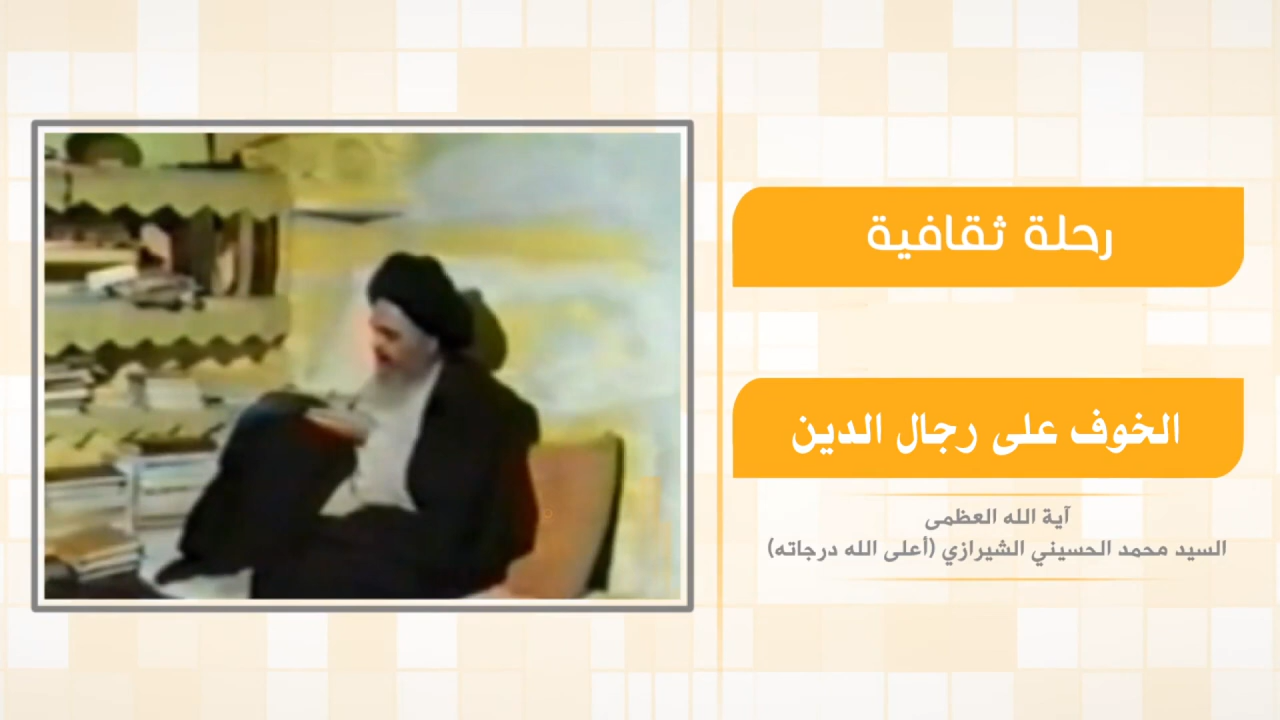 رحلة ثقافية
الخوف على رجال الدين
آية الله العظمى
السيد محمد الحسيني الشيرازي (أعلى الله درجاته)